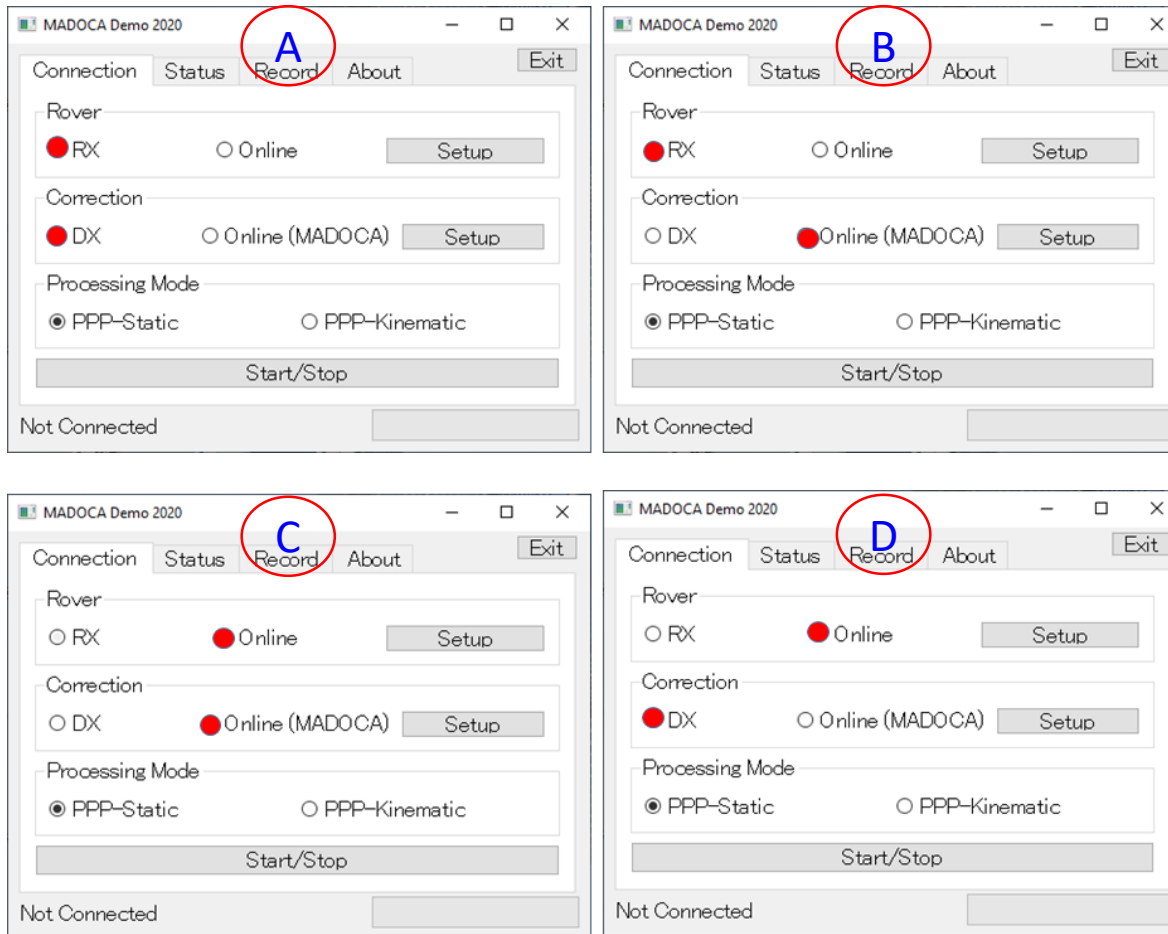 MADOCA Demo 2020
A
Exit
Connection Status Record About
Rover
RX Online Setup
Correction
DX Online (MADOCA) Setup
Processing Mode
PPP-Static PPP-Kinematic
Start/Stop
Not Connected
MADOCA Demo 2020
B
Exit
Connection Status Record About
Rover
RX Online Setup
Correction
DX Online (MADOCA) Setup
Processing Mode
PPP-Static PPP-Kinematic
Start/Stop
Not Connected
MADOCA Demo 2020
C
Exit
Connection Status Record About
Rover
RX Online Setup
Correction
DX Online (MADOCA) Setup
Processing Mode
PPP-Static PPP-Kinematic
Start/Stop
Not Connected
MADOCA Demo 2020
D
Exit
Connection Status Record About
Rover
RX Online Setup
Correction
DX Online (MADOCA) Setup
Processing Mode
PPP-Static PPP-Kinematic
Start/Stop
Not Connected